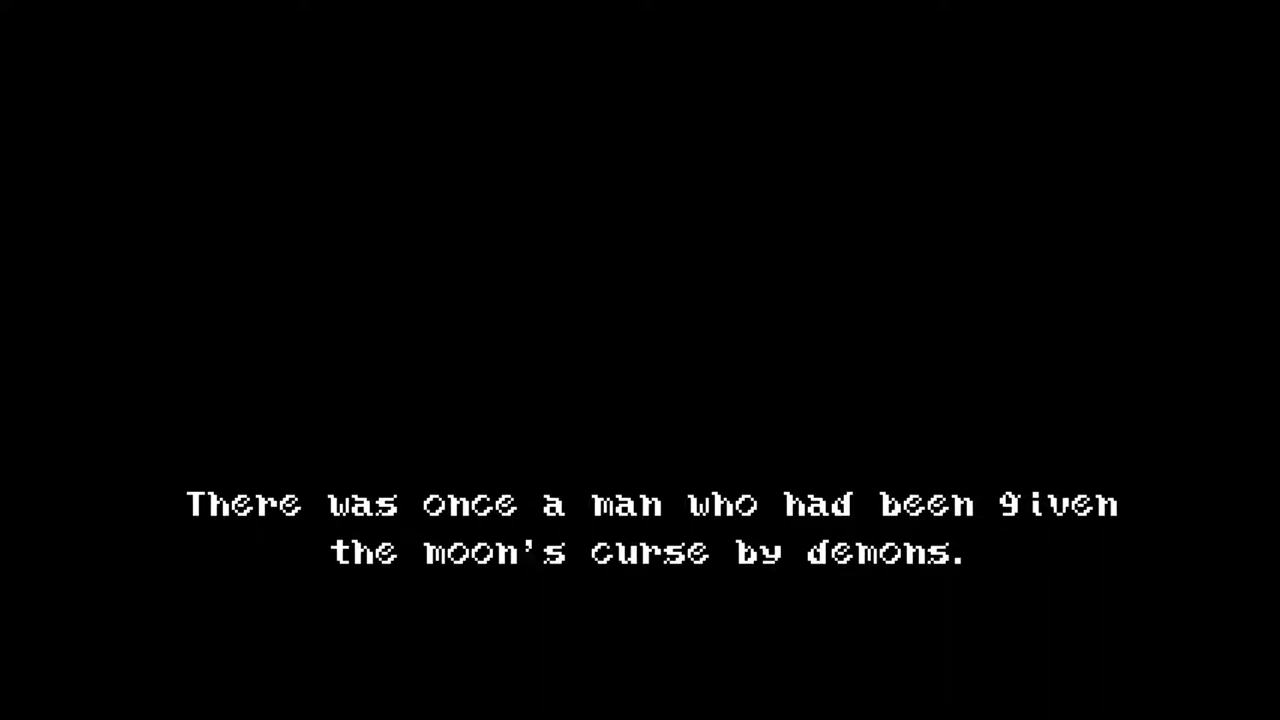 There was once a man who had been given
the moon's curse by demons.